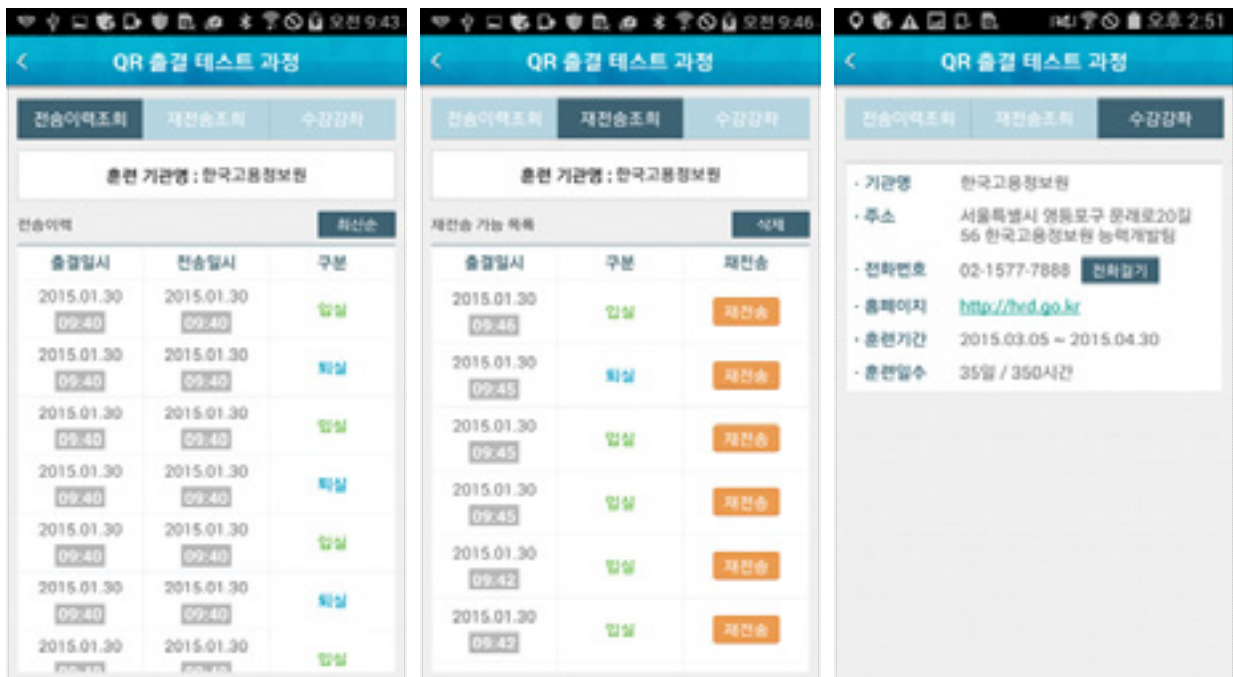 오전 9:43
QR 출결 테스트 과정
전송이력조회 재전송조회 수강강좌
훈련 기관명 : 한국고용정보원
전송이력 최신순
출결일시 전송일시 구분
2015.01.30 2015.01.30
09:40 09:40 입실
2015.01.30 2015.01.30
09:40 09:40 퇴실
2015.01.30 2015.01.30
09:40 09:40 입실
2015.01.30 2015.01.30
09:40 09:40 퇴실
2015.01.30 2015.01.30
09:40 09:40 입실
2015.01.30 2015.01.30
09:40 09:40 퇴실
2015.01.30 2015.01.30
입실
오전 9:46
QR 출결 테스트 과정
전송이력조회 재전송조회 수강강좌
훈련 기관명 : 한국고용정보원
재전송 가능 목록 삭제
출결일시 구분 재전송
2015.01.30
09:46 입실 재전송
2015.01.30
09:45 퇴실 재전송
2015.01.30
09:45 입실 재전송
2015.01.30
09:45 입실 재전송
2015.01.30
09:42 입실 재전송
2015.01.30
09:42 입실 재전송
오후 2:51
QR 출결 테스트 과정
전송이력조회 재전송조회 수강강좌
· 기관명 한국고용정보원
· 주소 서울특별시 영등포구 문래로20길
56 한국고용정보원 능력개발팀
· 전화번호 02-1577-7888 전화걸기
· 홈페이지 http://hrd.go.kr
· 훈련기간 2015.03.05 ~ 2015.04.30
· 훈련일수 35일 / 350시간